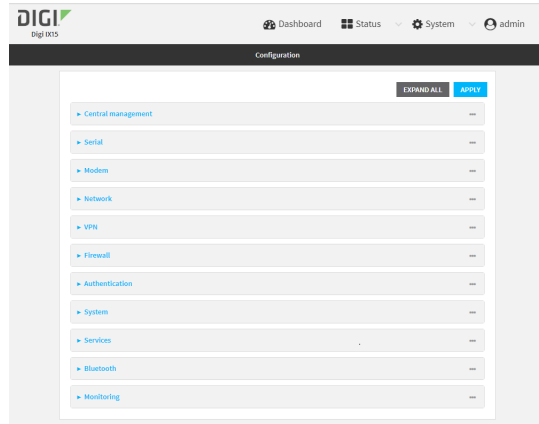 DIGI
Digi IX15
Dashboard Status System admin
Configuration
EXPAND ALL APPLY
Central management
Serial
Modem
Network
VPN
Firewall
Authentication
System
Services
Bluetooth
Monitoring